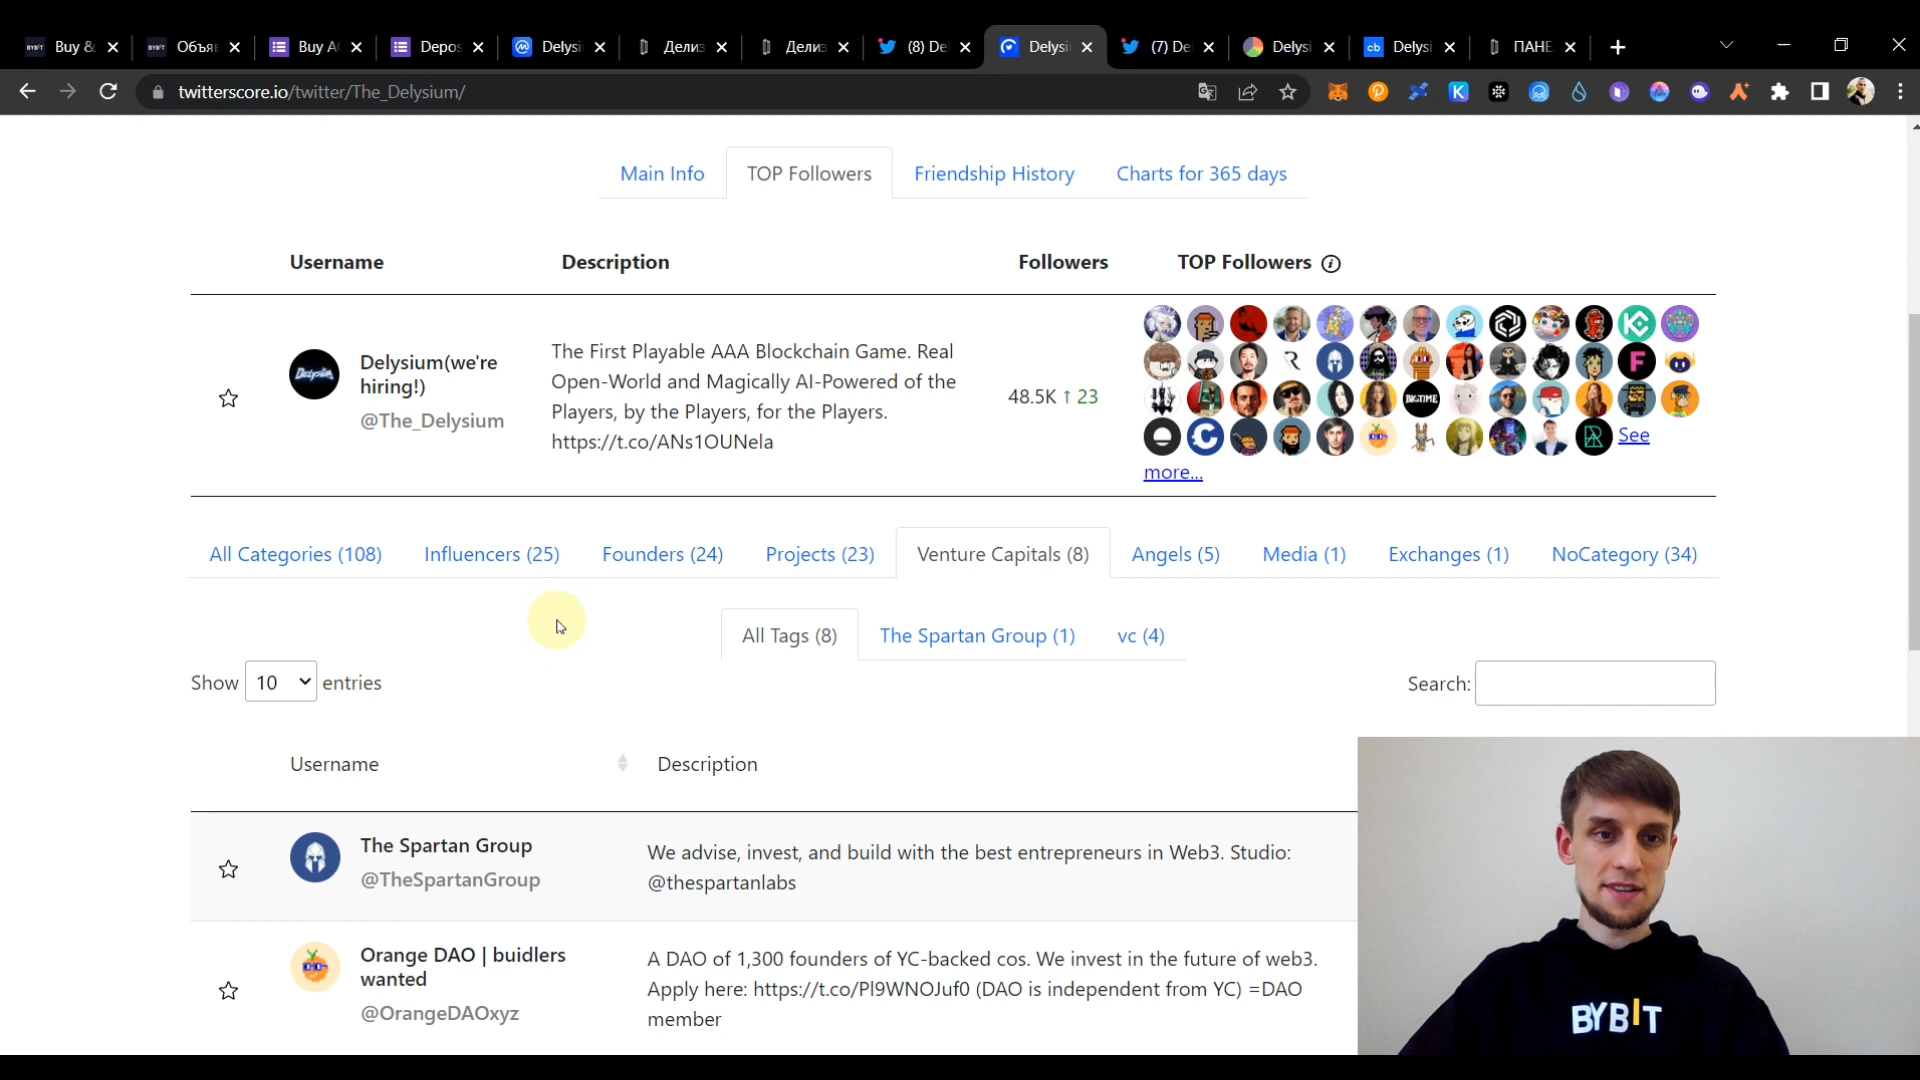 Buy &
Объяв
Buy A
Depos
Delysi
Делиз
Делиз
(8) De
Delysi
(7) De
Delysi
cb
Delysi
ПАНЕ
twitterscore.io/twitter/The_Delysium/
Main Info
TOP Followers
Friendship History
Charts for 365 days
Username
Description
Followers
TOP Followers
Delysium(we're
hiring!)
@The_Delysium
The First Playable AAA Blockchain Game. Real
Open-World and Magically AI-Powered of the
Players, by the Players, for the Players.
https://t.co/ANs1OUNela
48.5K ↑ 23
BIGTIME
See
more...
All Categories (108)
Influencers (25)
Founders (24)
Projects (23)
Venture Capitals (8)
Angels (5)
Media (1)
Exchanges (1)
NoCategory (34)
All Tags (8)
The Spartan Group (1)
vc (4)
Show 10 entries
Search:
Username
Description
The Spartan Group
@TheSpartanGroup
We advise, invest, and build with the best entrepreneurs in Web3. Studio:
@thespartanlabs
Orange DAO | buidlers
wanted
@OrangeDAOxyz
A DAO of 1,300 founders of YC-backed cos. We invest in the future of web3.
Apply here: https://t.co/Pl9WNOJuf0 (DAO is independent from YC) =DAO
member
BYBIT